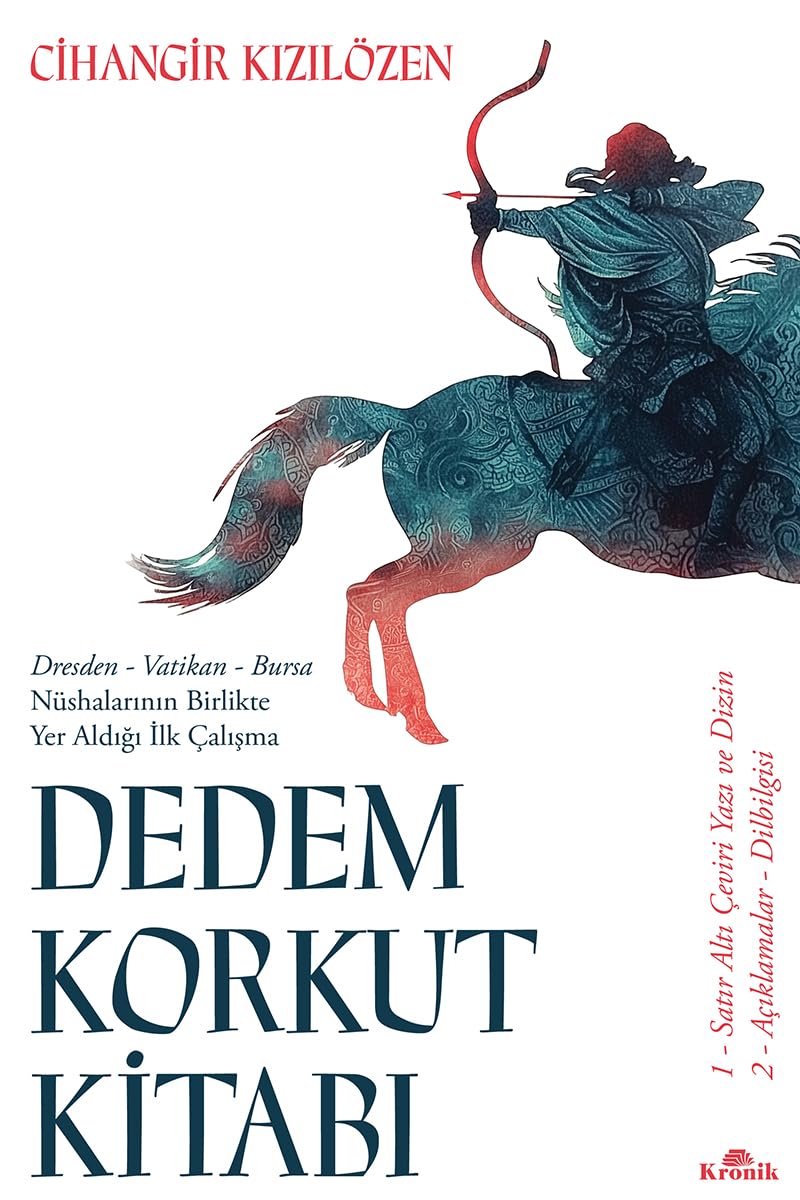 CİHANGİR KIZILÖZEN
Dresden - Vatikan - Bursa
Nüshalarının Birlikte
Yer Aldığı İlk Çalışma
DEDEM
KORKUT
KİTABI
1 - Satır Altı Çeviri Yazı ve Dizin
2 - Açıklamalar - Dilbilgisi
Kronik